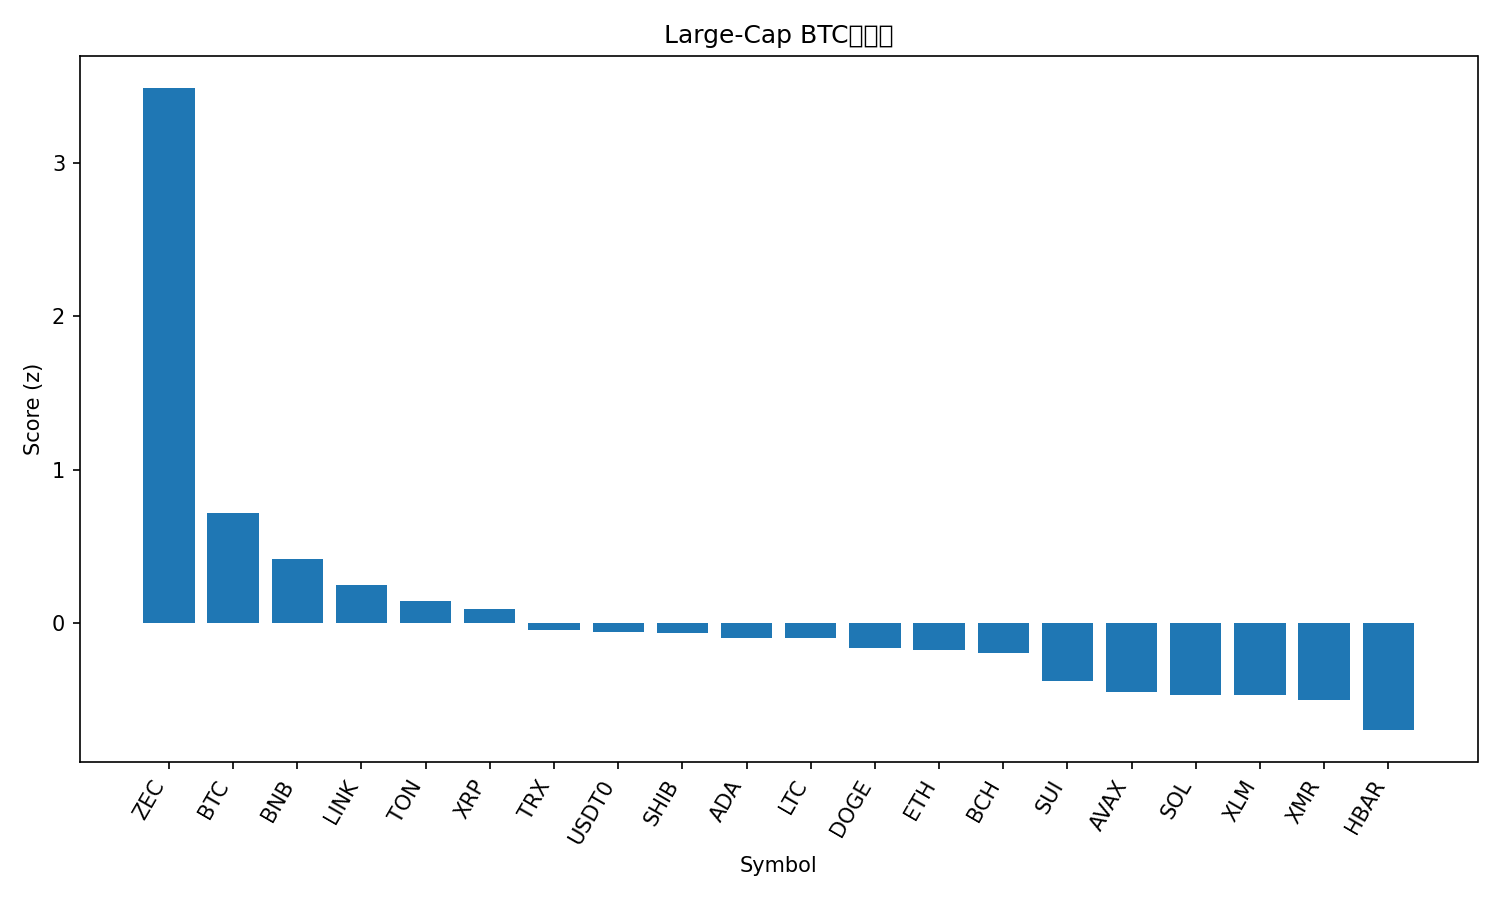 Large-Cap BTC
3
2
1
0
Score (z)
ZEC
BTC
BNB
LINK
TON
XRP
TRX
USDT0
SHIB
ADA
LTC
DOGE
ETH
BCH
SUI
AVAX
SOL
XLM
XMR
HBAR
Symbol